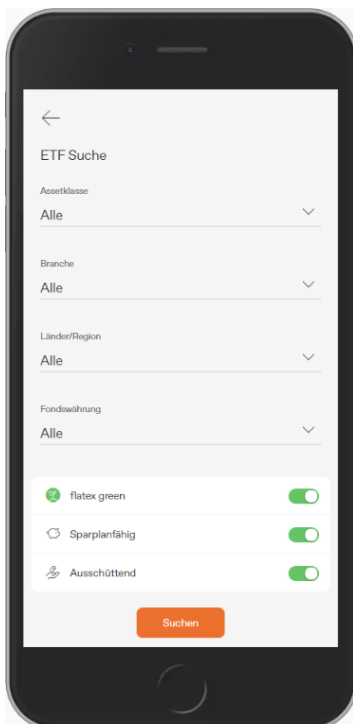 ETF Suche
Assetklasse
Alle
Branche
Alle
Länder/Region
Alle
Fondswährung
Alle
flatex green
Sparplanfähig
Ausschüttend
Suchen